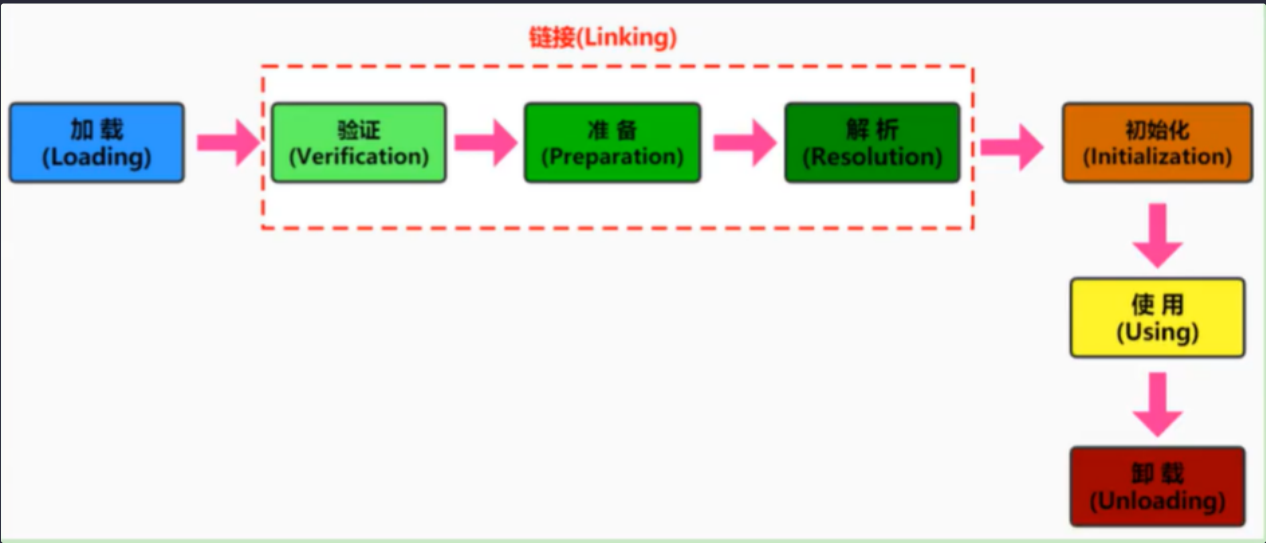 链接(Linking)
加 载
(Loading)
验证
(Verification)
准 备
(Preparation)
解 析
(Resolution)
初始化
(Initialization)
使 用
(Using)
卸 载
(Unloading)